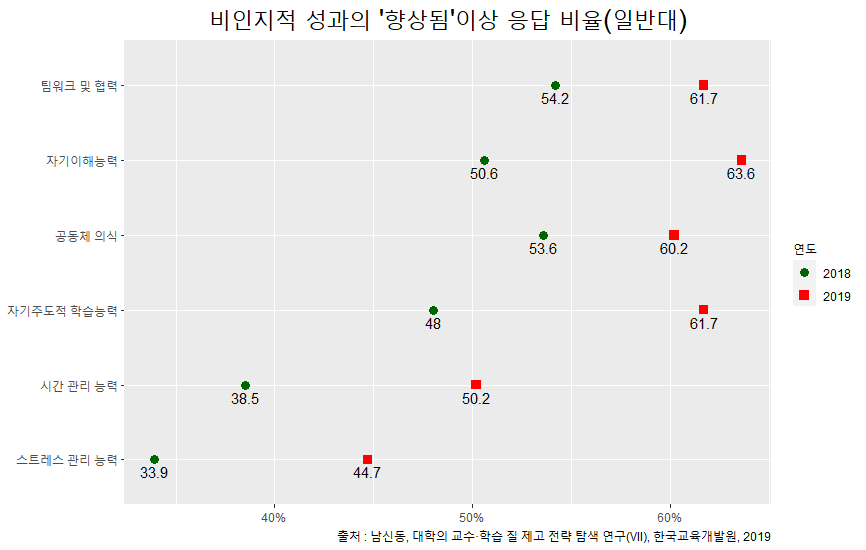 비인지적 성과의 '향상됨'이상 응답 비율(일반대)
팀워크 및 협력
54.2
61.7
자기이해능력
50.6
63.6
공동체 의식
53.6
60.2
자기주도적 학습능력
48
61.7
시간 관리 능력
38.5
50.2
스트레스 관리 능력
33.9
44.7
40%
50%
60%
연도
2018
2019
출처 : 남신동, 대학의 교수·학습 질 제고 전략 탐색 연구(VII), 한국교육개발원, 2019